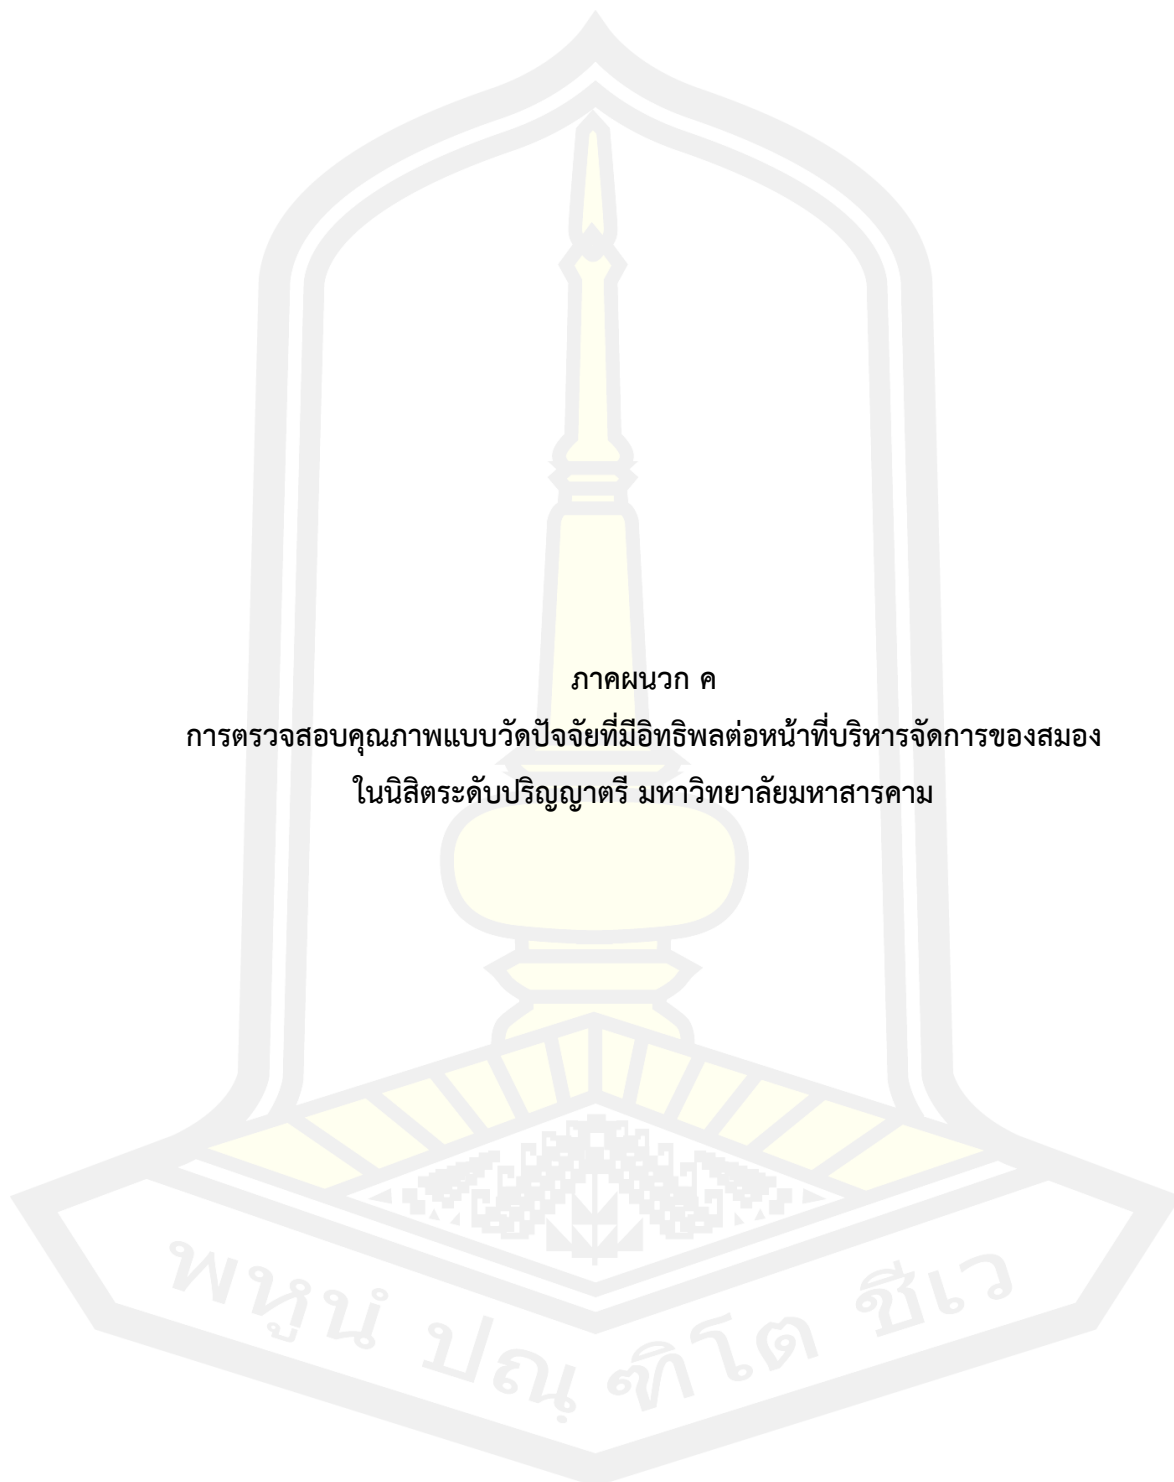 ภาคผนวก ค
การตรวจสอบคุณภาพแบบวัดปัจจัยที่มีอิทธิพลต่อหน้าที่บริหารจัดการของสมอง
ในนิสิตระดับปริญญาตรี มหาวิทยาลัยมหาสารคาม
พหูนํ ปณฺฑิโต ชีเว